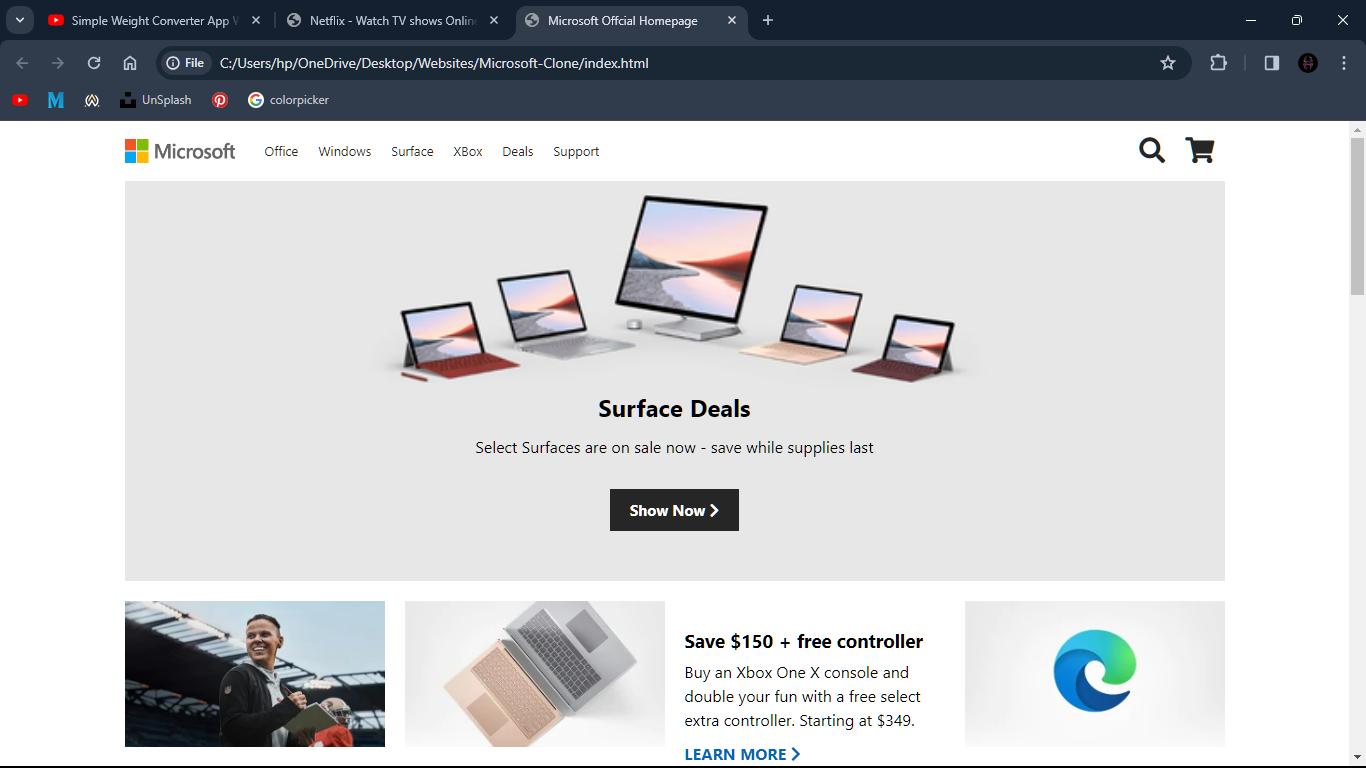 Simple Weight Converter App
Netflix - Watch TV shows Onlin
Microsoft Offcial Homepage
File
C:/Users/hp/OneDrive/Desktop/Websites/Microsoft-Clone/index.html
UnSplash
colorpicker
Microsoft
Office
Windows
Surface
XBox
Deals
Support
Surface Deals
Select Surfaces are on sale now - save while supplies last
Show Now
Save $150 + free controller
Buy an Xbox One X console and
double your fun with a free select
extra controller. Starting at $349.
LEARN MORE